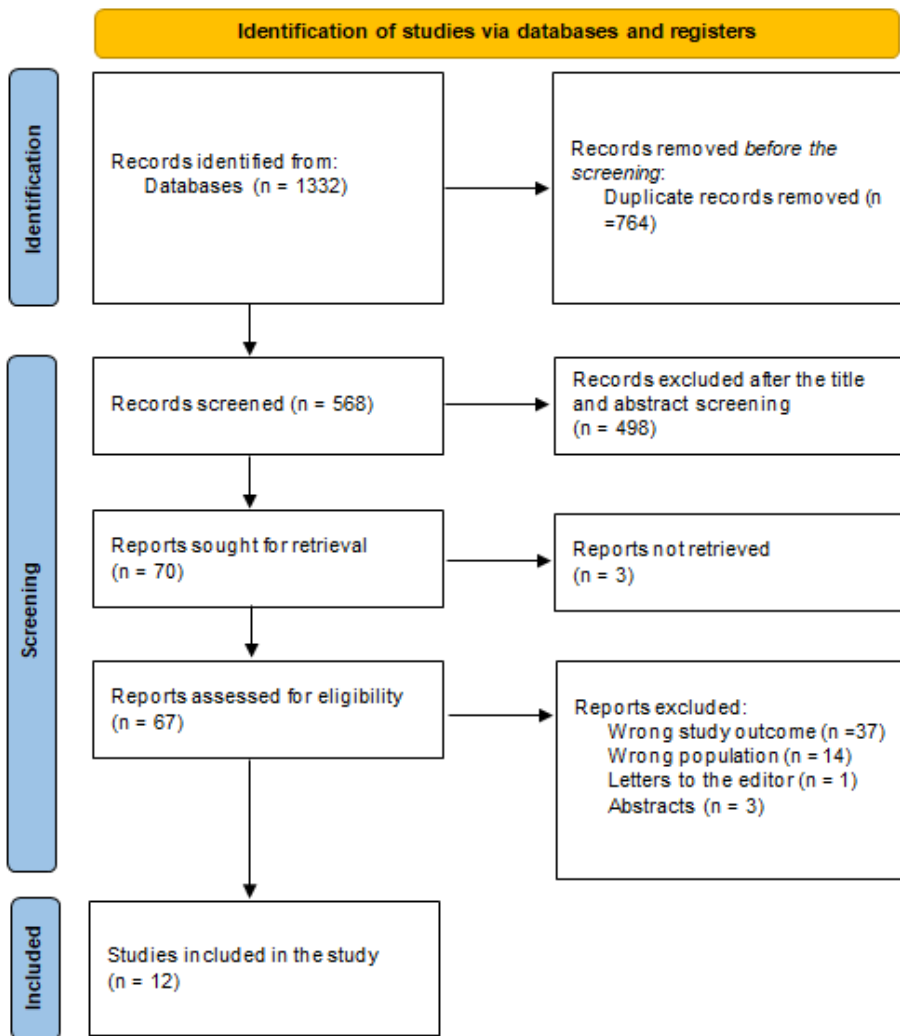 Identification of studies via databases and registers
Identification
Records identified from:
Databases (n = 1332)
Records removed before the
screening:
Duplicate records removed (n
=764)
Screening
Records screened (n = 568)
Records excluded after the title
and abstract screening
(n = 498)
Reports sought for retrieval
(n = 70)
Reports not retrieved
(n = 3)
Reports assessed for eligibility
(n = 67)
Reports excluded:
Wrong study outcome (n =37)
Wrong population (n = 14)
Letters to the editor (n = 1)
Abstracts (n = 3)
Included
Studies included in the study
(n = 12)